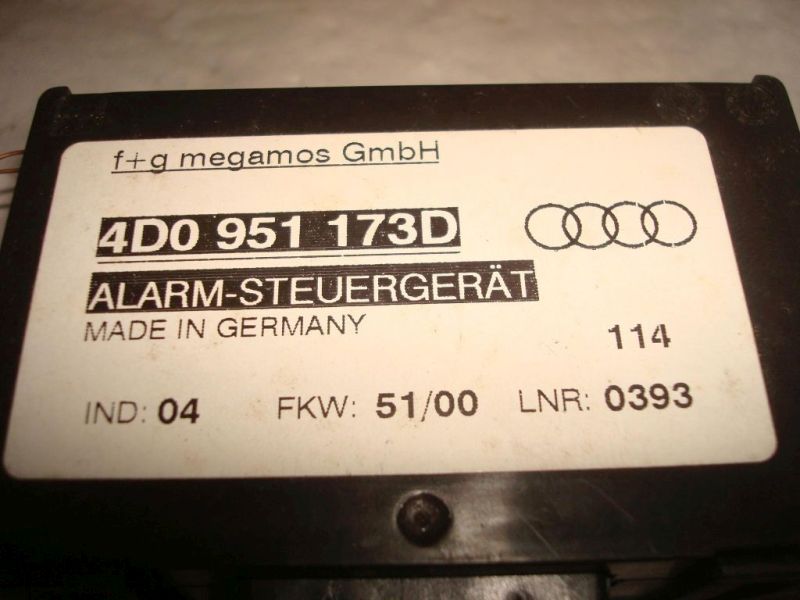 f+g megamos GmbH
4D0 951 173D
ALARM-STEUERGERÄT
MADE IN GERMANY
114
IND: 04 FKW: 51/00 LNR: 0393